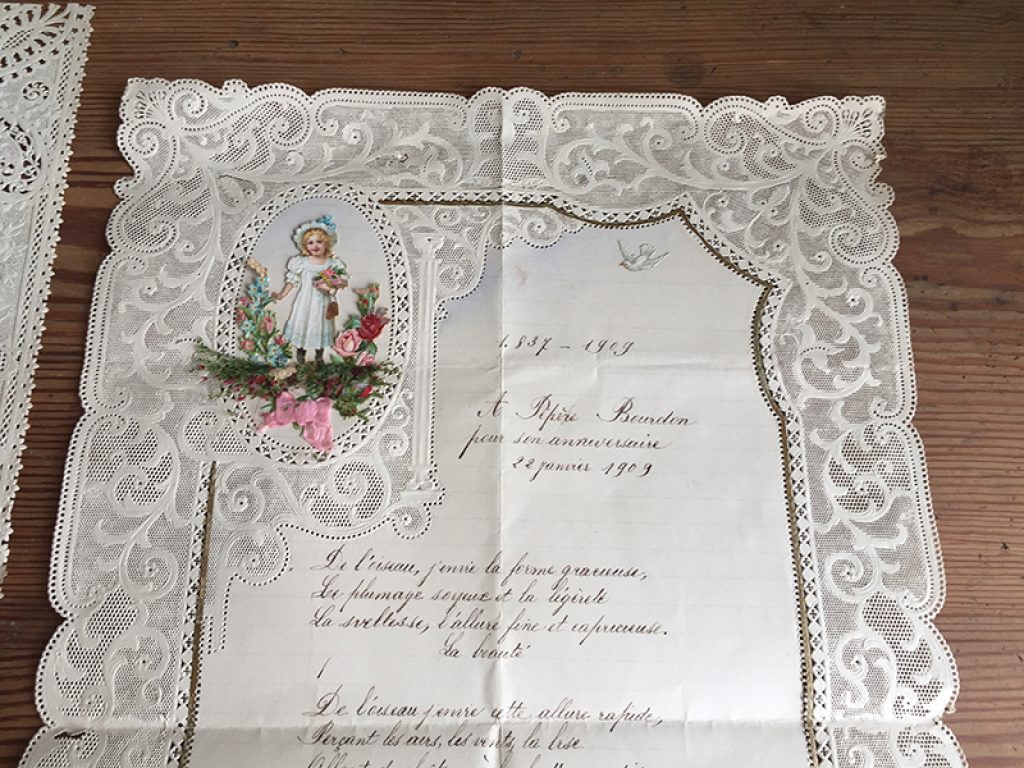 1837 – 1909
A Pépère Bourdon
pour son anniversaire
22 janvier 1909
De l'oiseau, j'envie la forme gracieuse,
Le plumage soyeux et la légèreté
La sveltesse, l'allure fine et capricieuse.
La beauté
De l'oiseau j'envie cette allure rapide,
Perçant les airs, les vents, la brise